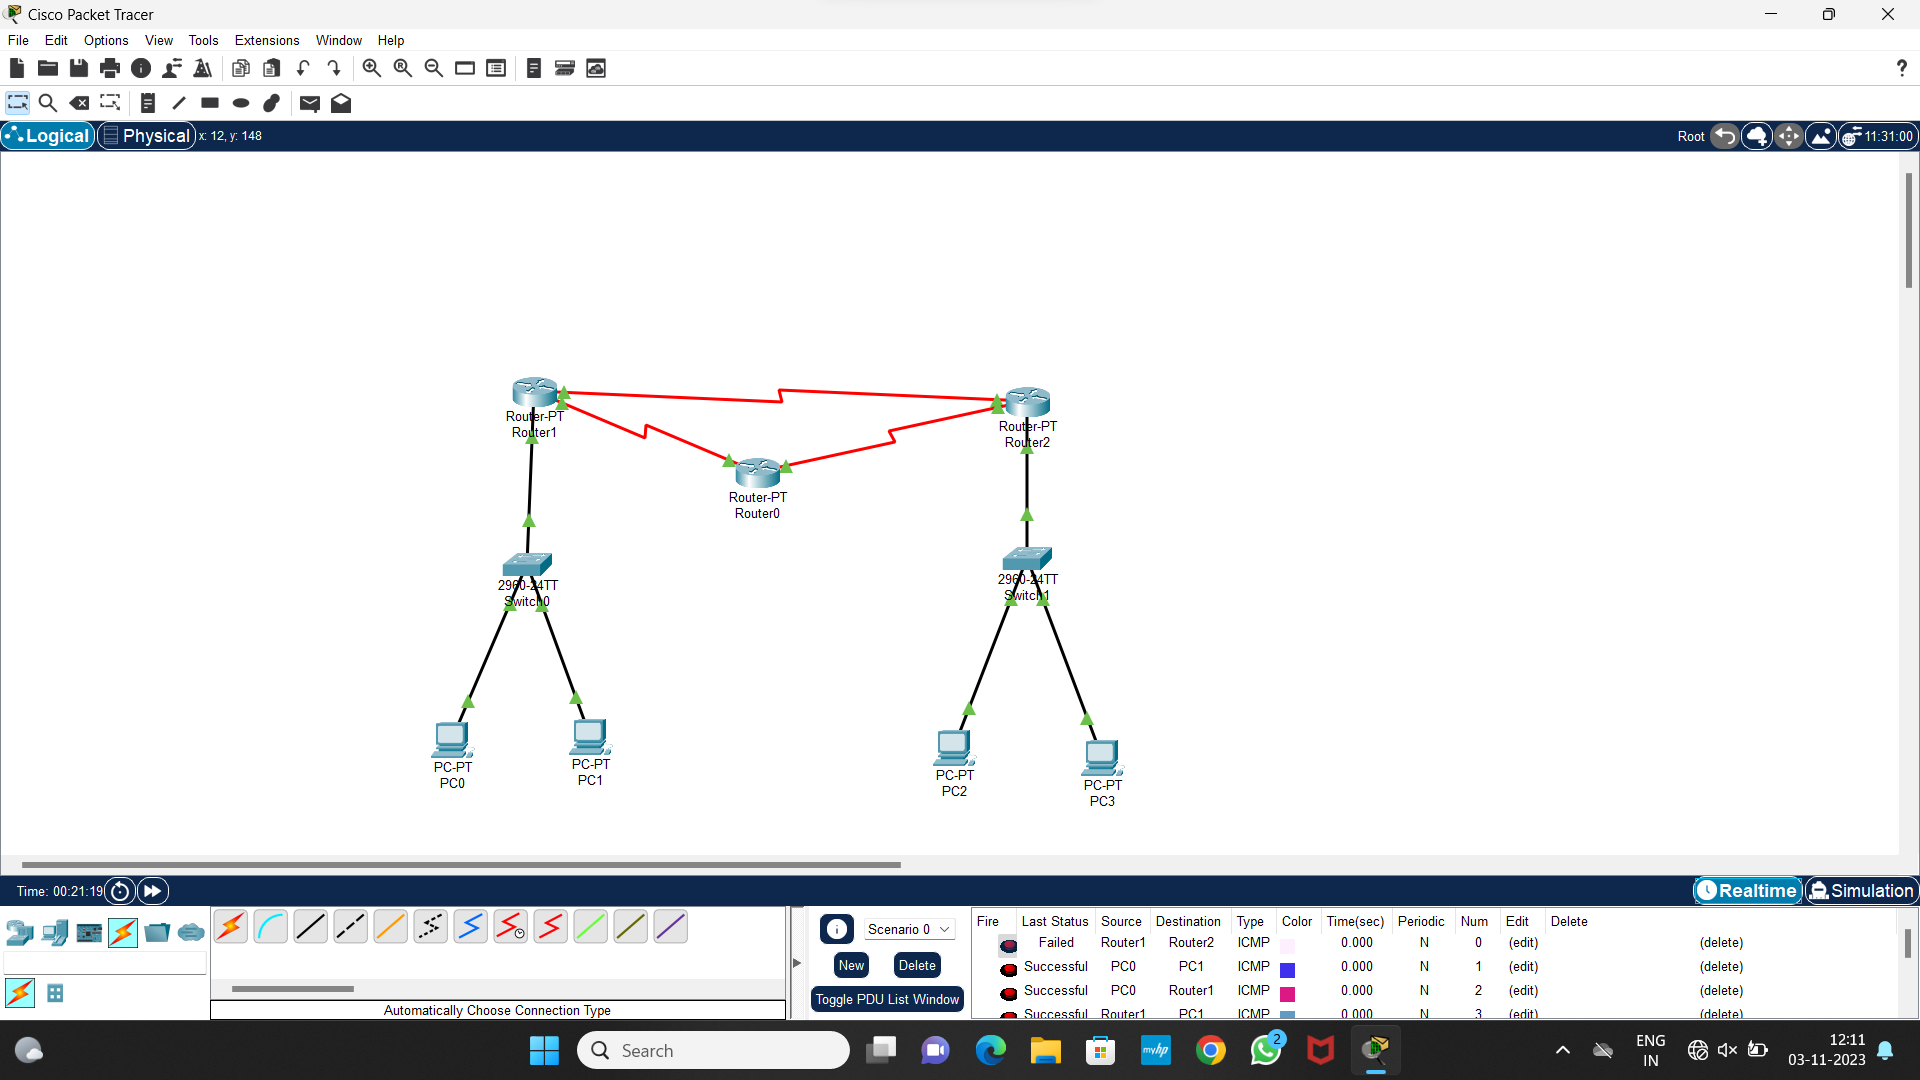 Cisco Packet Tracer
File Edit Options View Tools Extensions Window Help
?
Logical Physical x: 12, y: 148 Root 11:31:00
Router-PT
Router1
Router-PT
Router2
Router-PT
Router0
2960-24TT
Switch0
2960-24TT
Switch1
PC-PT
PC0
PC-PT
PC1
PC-PT
PC2
PC-PT
PC3
Time: 00:21:19 Realtime Simulation
Scenario 0
New Delete
Toggle PDU List Window
Automatically Choose Connection Type
Fire Last Status Source Destination Type Color Time(sec) Periodic Num Edit Delete
Failed Router1 Router2 ICMP 0.000 N 0 (edit) (delete)
Successful PC0 PC1 ICMP 0.000 N 1 (edit) (delete)
Successful PC0 Router1 ICMP 0.000 N 2 (edit) (delete)
Successful Router1 PC1 ICMP 0.000 N 3 (edit) (delete)
Search
myhp
2
ENG
IN
12:11
03-11-2023